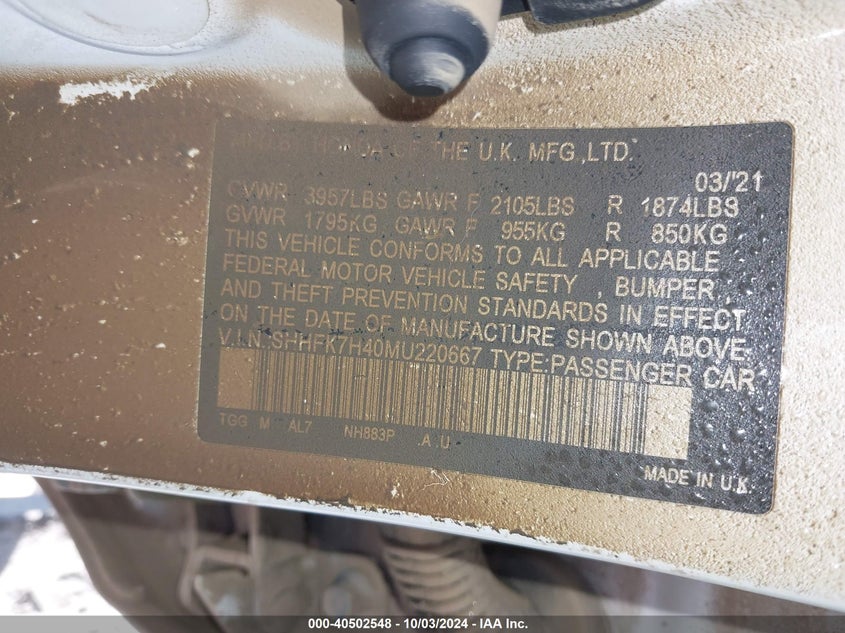 MFD.BY HONDA OF THE U.K. MFG.,LTD.
03/'21
GVWR 3957LBS GAWR F 2105LBS R 1874LBS
GVWR 1795KG GAWR F 955KG R 850KG
THIS VEHICLE CONFORMS TO ALL APPLICABLE
FEDERAL MOTOR VEHICLE SAFETY , BUMPER
AND THEFT PREVENTION STANDARDS IN EFFECT
ON THE DATE OF MANUFACTURE SHOWN ABOVE.
V.I.N.:SHHFK7H40MU220667 TYPE:PASSENGER CAR
TGG M AL7 NH883P .A .U
MADE IN U.K.
000-40502548 - 10/03/2024 - IAA Inc.